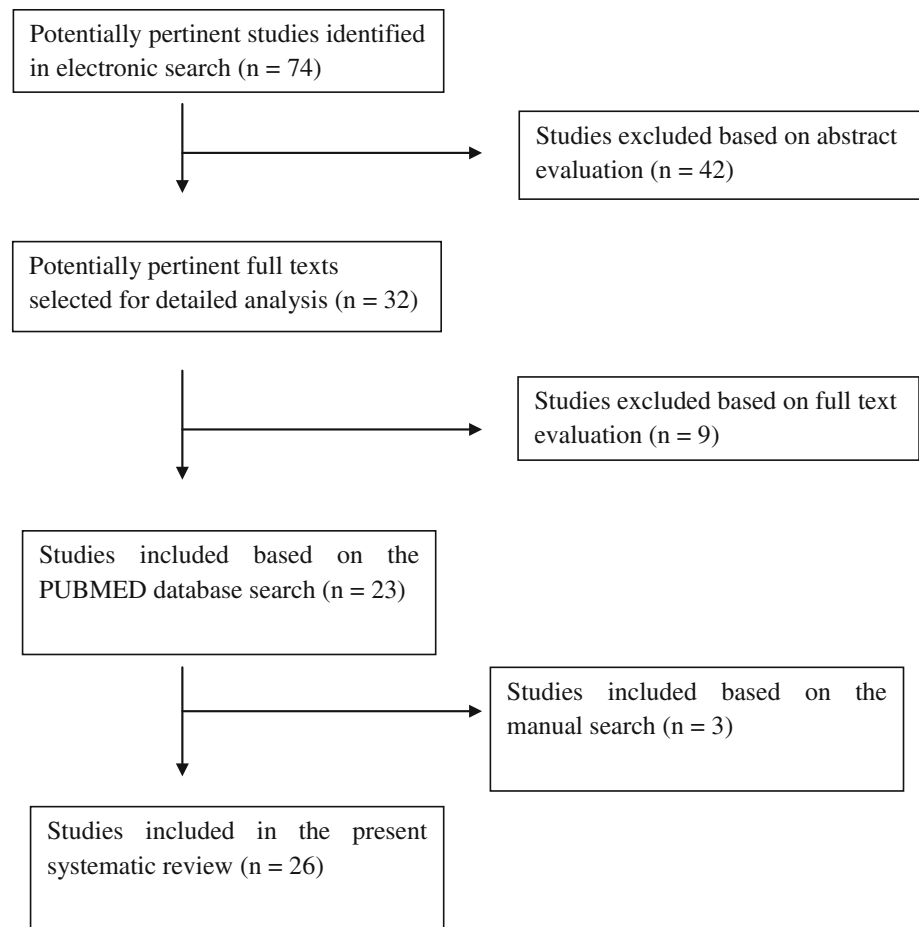 Potentially pertinent studies identified
in electronic search (n = 74)
Studies excluded based on abstract
evaluation (n = 42)
Potentially pertinent full texts
selected for detailed analysis (n = 32)
Studies excluded based on full text
evaluation (n = 9)
Studies included based on the
PUBMED database search (n = 23)
Studies included based on the
manual search (n = 3)
Studies included in the present
systematic review (n = 26)